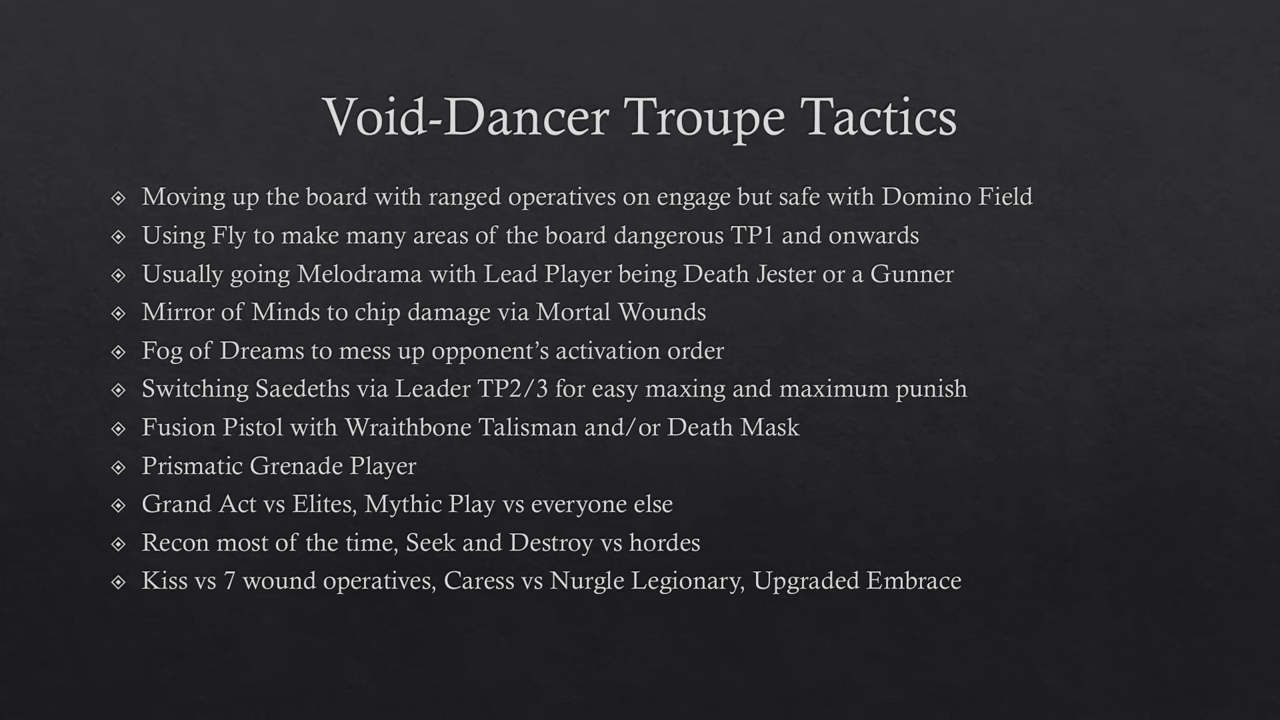 Void-Dancer Troupe Tactics
Moving up the board with ranged operatives on engage but safe with Domino Field
Using Fly to make many areas of the board dangerous TP1 and onwards
Usually going Melodrama with Lead Player being Death Jester or a Gunner
Mirror of Minds to chip damage via Mortal Wounds
Fog of Dreams to mess up opponent’s activation order
Switching Saedeths via Leader TP2/3 for easy maxing and maximum punish
Fusion Pistol with Wraithbone Talisman and/or Death Mask
Prismatic Grenade Player
Grand Act vs Elites, Mythic Play vs everyone else
Recon most of the time, Seek and Destroy vs hordes
Kiss vs 7 wound operatives, Caress vs Nurgle Legionary, Upgraded Embrace